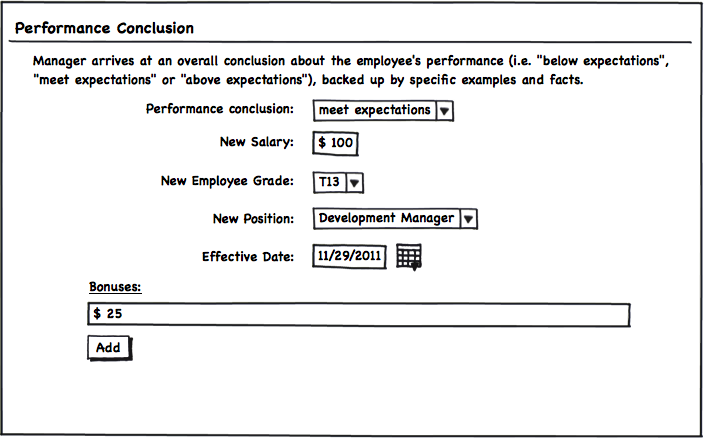 Performance Conclusion
Manager arrives at an overall conclusion about the employee's performance (i.e. "below expectations",
"meet expectations" or "above expectations"), backed up by specific examples and facts.
Performance conclusion: meet expectations
New Salary: $ 100
New Employee Grade: T13
New Position: Development Manager
Effective Date: 11/29/2011
Bonuses:
$ 25
Add